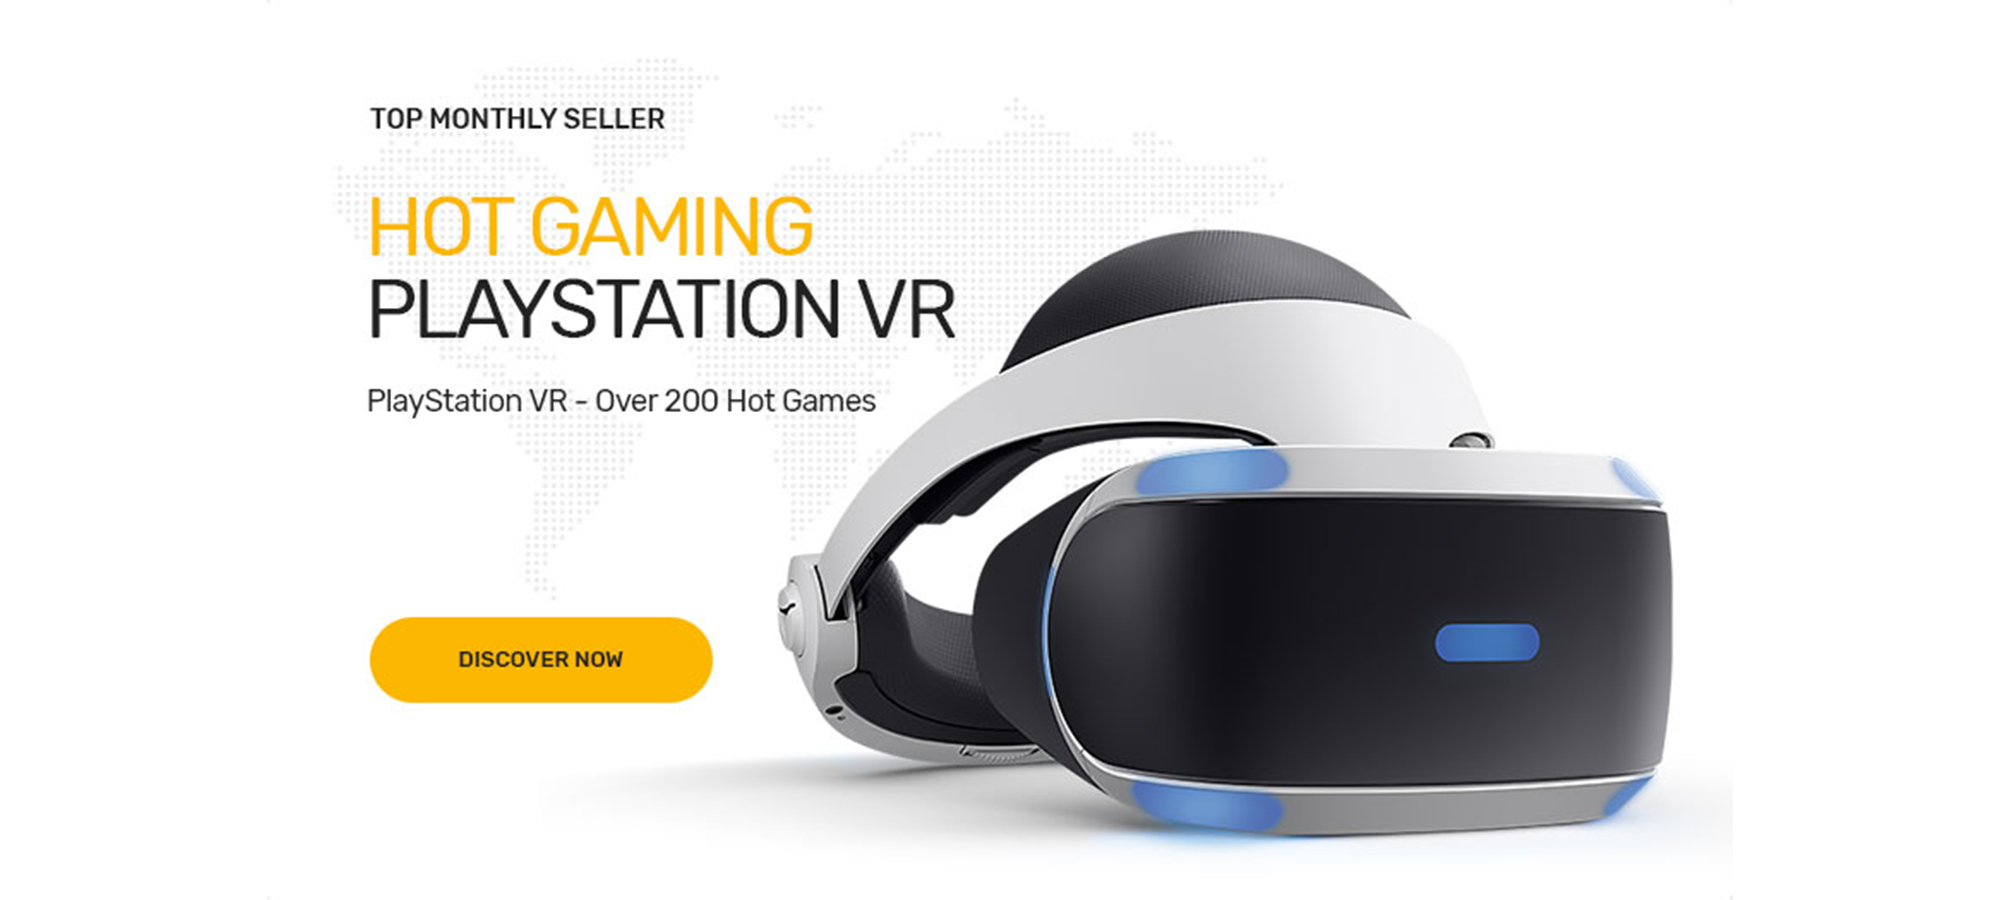 TOP MONTHLY SELLER
HOT GAMING
PLAYSTATION VR
PlayStation VR - Over 200 Hot Games
DISCOVER NOW